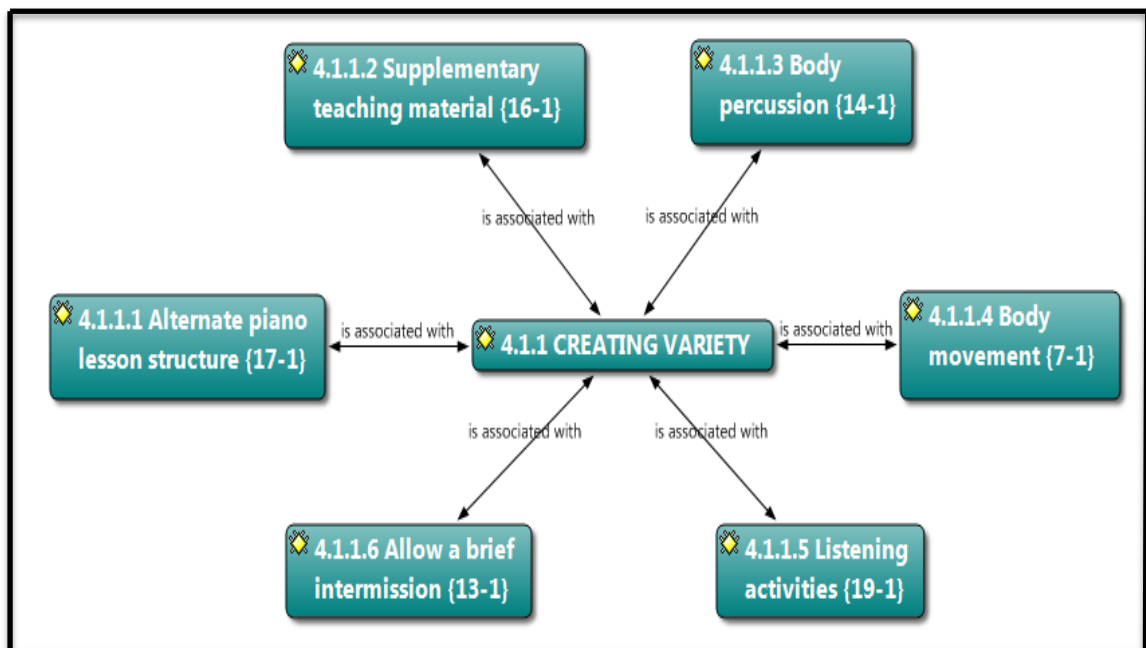 4.1.1.2 Supplementary
teaching material {16-1}
4.1.1.3 Body
percussion {14-1}
is associated with
is associated with
4.1.1.1 Alternate piano
lesson structure {17-1}
is associated with
4.1.1 CREATING VARIETY
is associated with
4.1.1.4 Body
movement {7-1}
is associated with
is associated with
4.1.1.6 Allow a brief
intermission {13-1}
4.1.1.5 Listening
activities {19-1}